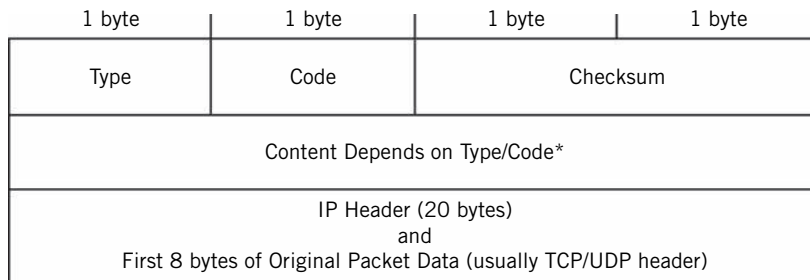 1 byte 1 byte 1 byte 1 byte
Type Code Checksum
Content Depends on Type/Code*
IP Header (20 bytes)
and
First 8 bytes of Original Packet Data (usually TCP/UDP header)